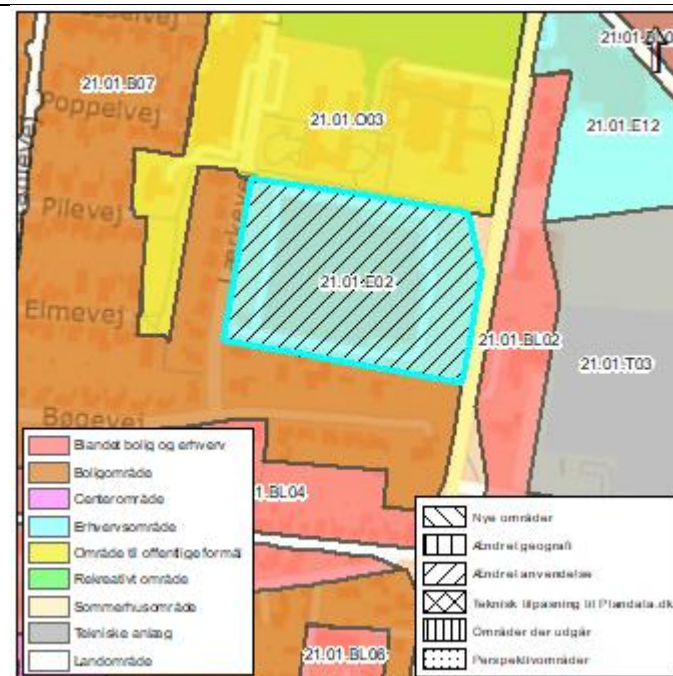 21.01.B07
Poppelvej
21.01.O03
21.01.E12
Pilevej
21.01.E02
Elmevej
21.01.BL02
21.01.T03
Bøgevej
Blandet bolig og erhverv
Boligområde
Centerområde
Erhvervsområde
Område til offentlige formål
Rekreativt område
Sommerhusområde
Tekniske anlæg
Landområde
1.BL04
Nye områder
Ændret geografi
Ændret anvendelse
Teknisk tilpasning til Plandata.dk
Områder der udgår
Perspektivområder
21.01.BL06